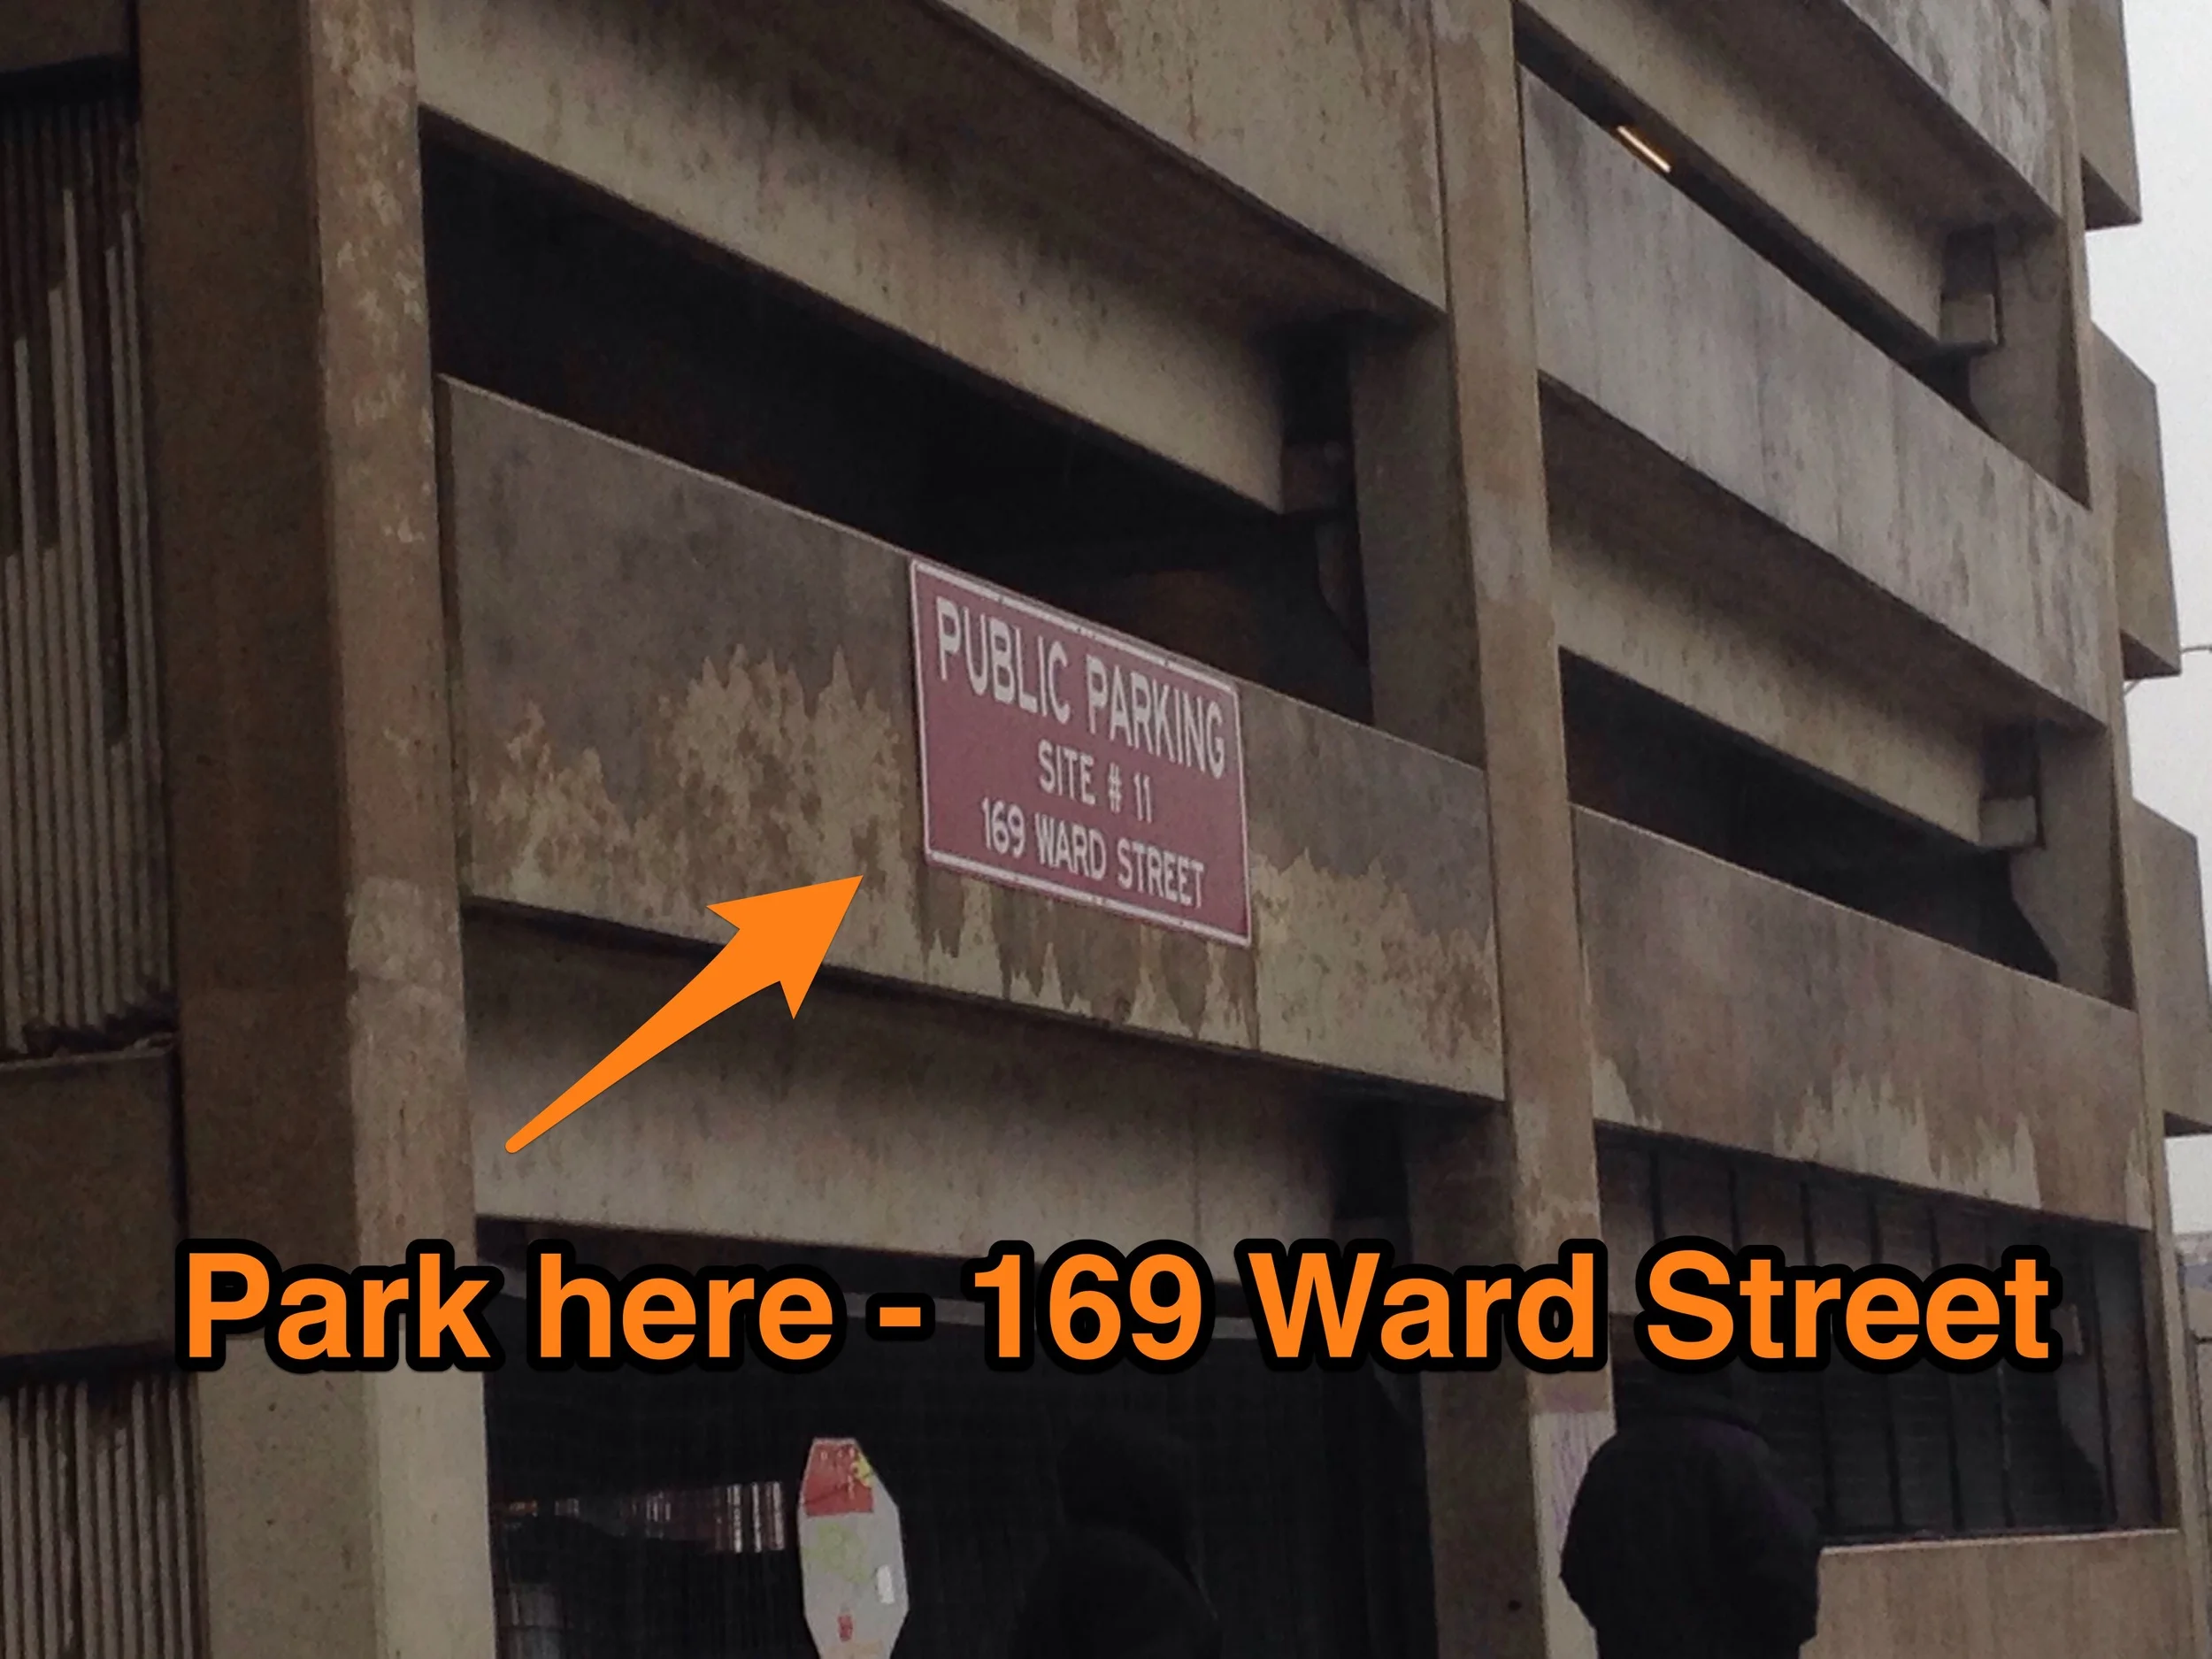 PUBLIC PARKING
SITE # 11
169 WARD STREET
Park here - 169 Ward Street